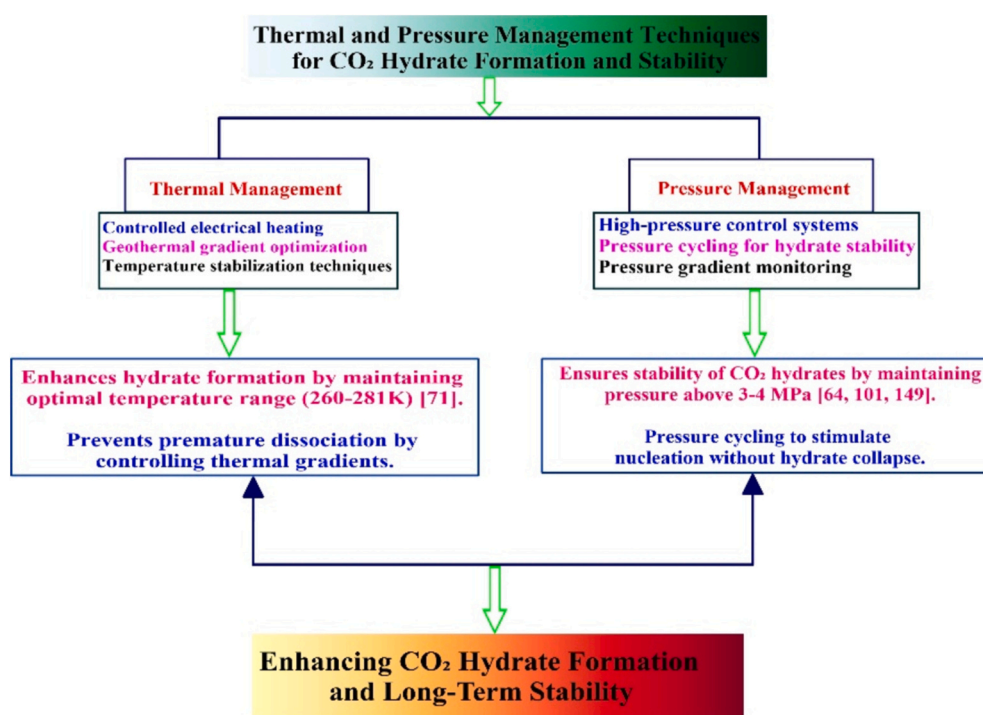 Thermal and Pressure Management Techniques
for CO₂ Hydrate Formation and Stability
Thermal Management
Controlled electrical heating
Geothermal gradient optimization
Temperature stabilization techniques
Pressure Management
High-pressure control systems
Pressure cycling for hydrate stability
Pressure gradient monitoring
Enhances hydrate formation by maintaining
optimal temperature range (260-281K) [71].
Prevents premature dissociation by
controlling thermal gradients.
Ensures stability of CO₂ hydrates by maintaining
pressure above 3-4 MPa [64, 101, 149].
Pressure cycling to stimulate
nucleation without hydrate collapse.
Enhancing CO₂ Hydrate Formation
and Long-Term Stability